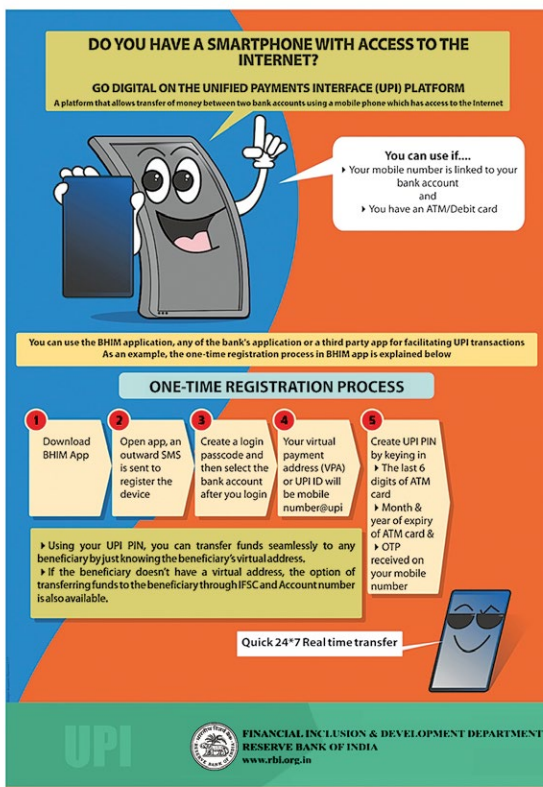 DO YOU HAVE A SMARTPHONE WITH ACCESS TO THE
INTERNET?
GO DIGITAL ON THE UNIFIED PAYMENTS INTERFACE (UPI) PLATFORM
A platform that allows transfer of money between two bank accounts using a mobile phone which has access to the Internet
You can use if....
▶ Your mobile number is linked to your
bank account
and
▶ You have an ATM/Debit card
You can use the BHIM application, any of the bank's application or a third party app for facilitating UPI transactions
As an example, the one-time registration process in BHIM app is explained below
ONE-TIME REGISTRATION PROCESS
1
Download
BHIM App
2
Open app, an
outward SMS
is sent to
register the
device
3
Create a login
passcode and
then select the
bank account
after you login
4
Your virtual
payment
address (VPA)
or UPI ID will
be mobile
number@upi
5
Create UPI PIN
by keying in
▶ The last 6
digits of ATM
card
▶ Month &
year of expiry
of ATM card &
▶ OTP
received on
your mobile
number
▶ Using your UPI PIN, you can transfer funds seamlessly to any
beneficiary by just knowing the beneficiary's virtual address.
▶ If the beneficiary doesn't have a virtual address, the option of
transferring funds to the beneficiary through IFSC and Account number
is also available.
Quick 24*7 Real time transfer
UPI
FINANCIAL INCLUSION & DEVELOPMENT DEPARTMENT
RESERVE BANK OF INDIA
www.rbi.org.in